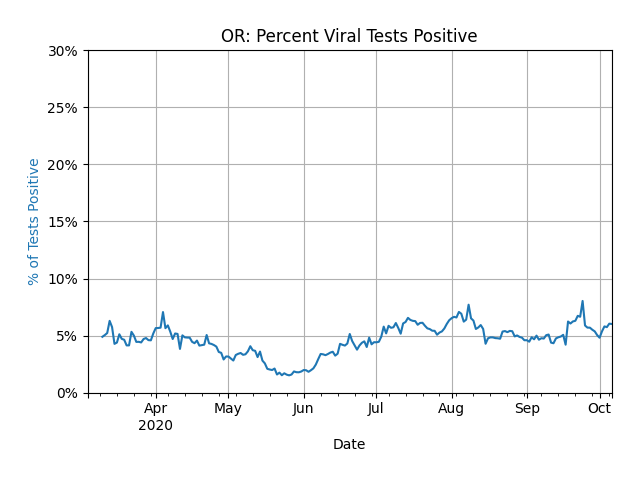 OR: Percent Viral Tests Positive
30%
25%
20%
15%
10%
5%
0%
% of Tests Positive
Apr May Jun Jul Aug Sep Oct
2020
Date